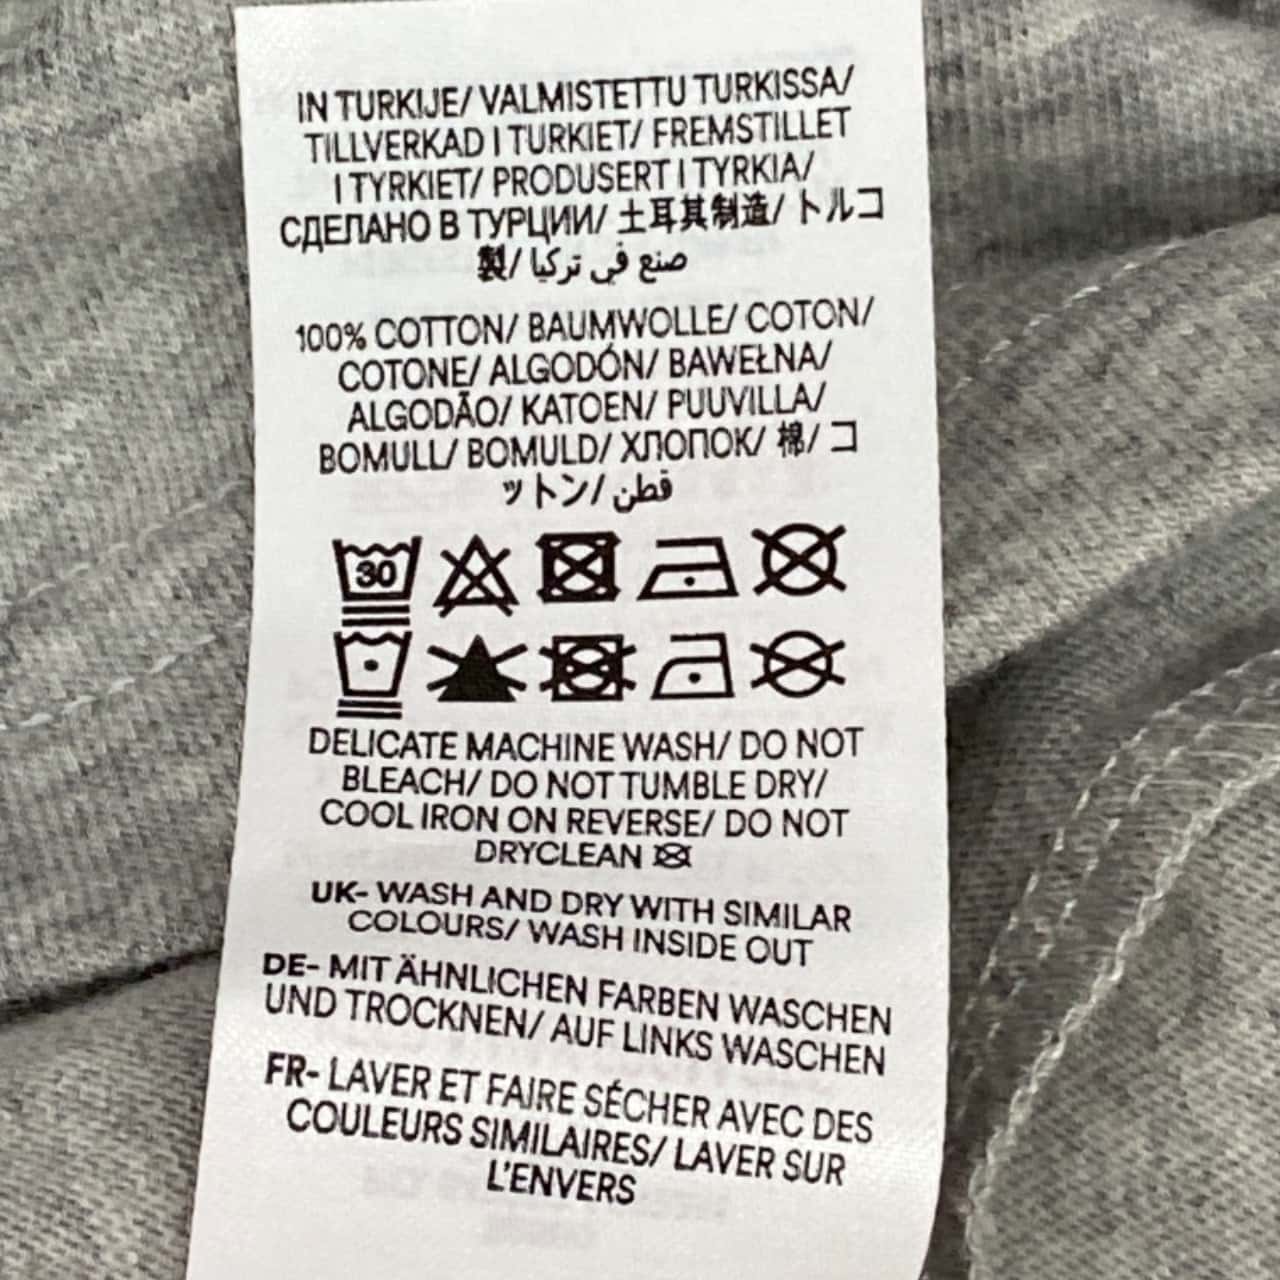 IN TURKIJE/ VALMISTETTU TURKISSA/
TILLVERKAD I TURKIET/ FREMSTILLET
I TYRKIET/ PRODUSERT I TYRKIA/
СДЕЛАНО В ТУРЦИИ/ 土耳其制造/ トルコ
製/ صنع في تركيا
100% COTTON/ BAUMWOLLE/ COTON/
COTONE/ ALGODÓN/ BAWEŁNA/
ALGODÃO/ KATOEN/ PUUVILLA/
BOMULL/ BOMULD/ ХЛОПОК/ 棉/ コ
ットン/ قطن
30
DELICATE MACHINE WASH/ DO NOT
BLEACH/ DO NOT TUMBLE DRY/
COOL IRON ON REVERSE/ DO NOT
DRYCLEAN
UK- WASH AND DRY WITH SIMILAR
COLOURS/ WASH INSIDE OUT
DE- MIT ÄHNLICHEN FARBEN WASCHEN
UND TROCKNEN/ AUF LINKS WASCHEN
FR- LAVER ET FAIRE SÉCHER AVEC DES
COULEURS SIMILAIRES/ LAVER SUR
L'ENVERS